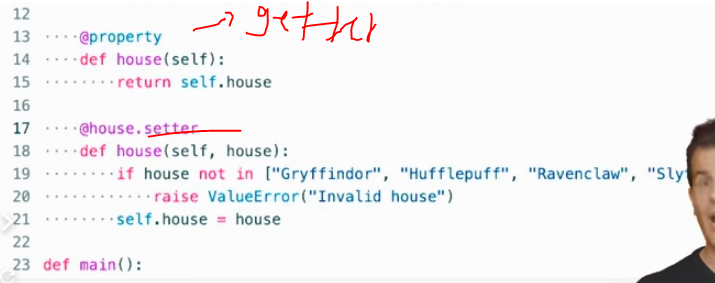 12
13 ····@property → getter
14 ····def house(self):
15 ········return self.house
16
17 ····@house.setter
18 ····def house(self, house):
19 ········if house not in ["Gryffindor", "Hufflepuff", "Ravenclaw", "Sly
20 ············raise ValueError("Invalid house")
21 ········self.house = house
22
23 def main():